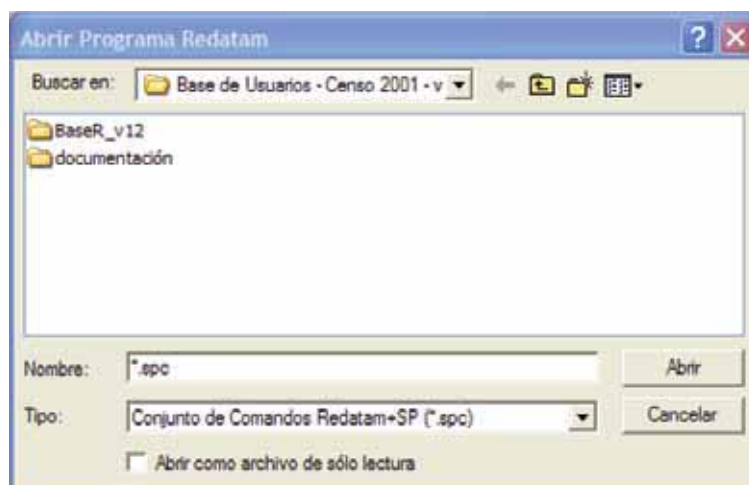 Abrir Programa Redatam
Buscar en: Base de Usuarios - Censo 2001 - v
BaseR_v12
documentación
Nombre: *.spc Abrir
Tipo: Conjunto de Comandos Redatam+SP (*.spc) Cancelar
Abrir como archivo de sólo lectura